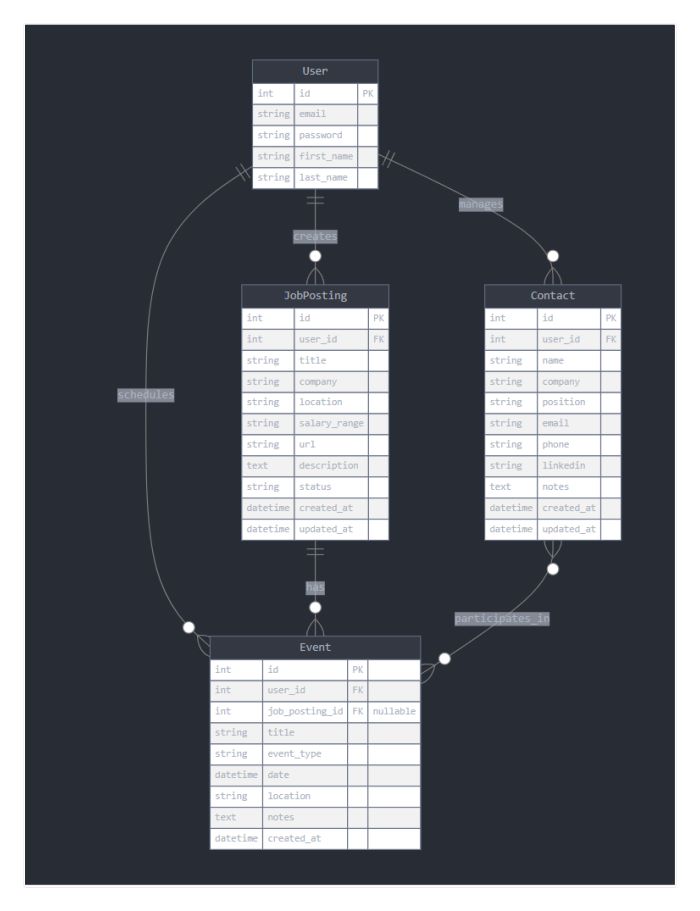 User
int id PK
string email
string password
string first_name
string last_name
manages
creates
JobPosting
int id PK
int user_id FK
string title
string company
string location
string salary_range
string url
text description
string status
datetime created_at
datetime updated_at
Contact
int id PK
int user_id FK
string name
string company
string position
string email
string phone
string linkedin
text notes
datetime created_at
datetime updated_at
schedules
has
participates_in
Event
int id PK
int user_id FK
int job_posting_id FK nullable
string title
string event_type
datetime date
string location
text notes
datetime created_at